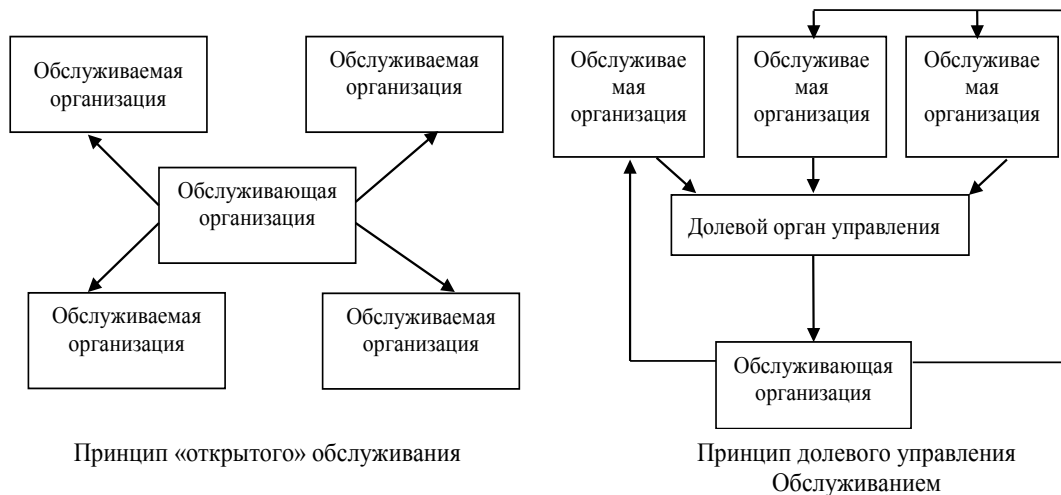 Обслуживаемая
организация
Обслуживаемая
организация
Обслуживающая
организация
Обслуживаемая
организация
Обслуживаемая
организация
Принцип «открытого» обслуживания
Обслуживае
мая
организация
Обслуживае
мая
организация
Обслуживае
мая
организация
Долевой орган управления
Обслуживающая
организация
Принцип долевого управления
Обслуживанием